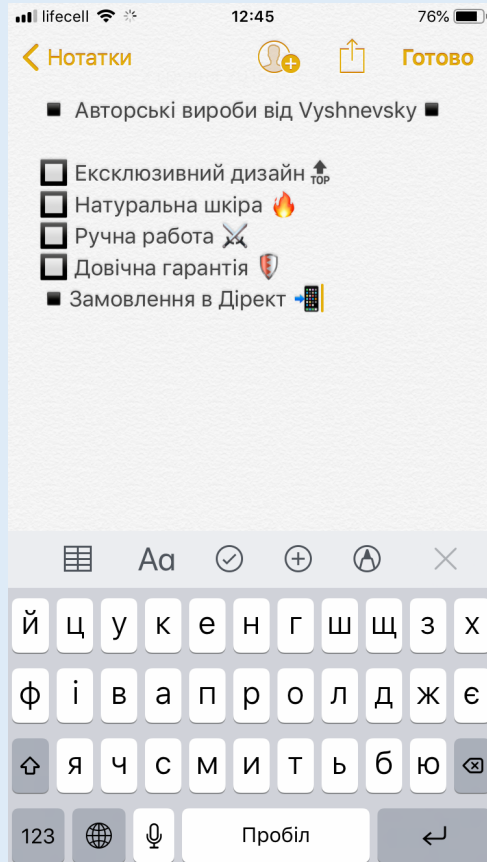 lifecell 12:45 76%
Нотатки Готово
▪️ Авторські вироби від Vyshnevsky ▪️
🔲 Ексклюзивний дизайн 🔝
🔲 Натуральна шкіра 🔥
🔲 Ручна работа ⚔️
🔲 Довічна гарантія 🛡
▪️ Замовлення в Дірект 📲
Aa
й ц у к е н г ш щ з х
ф і в а п р о л д ж є
я ч с м и т ь б ю
123 Пробіл